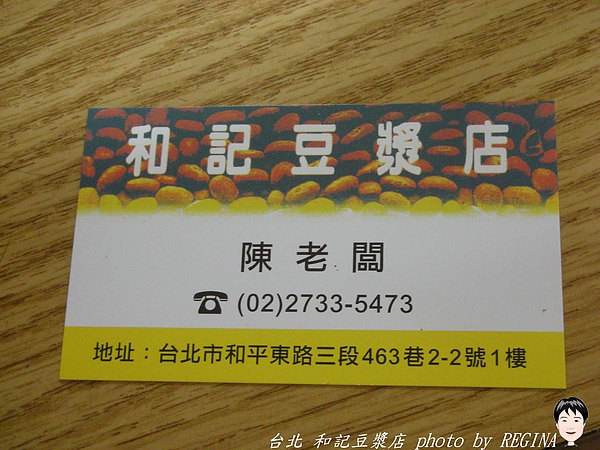 和記豆漿店
陳老闆
☎ (02)2733-5473
地址：台北市和平東路三段463巷2-2號1樓
台北 和記豆漿店 photo by REGINA